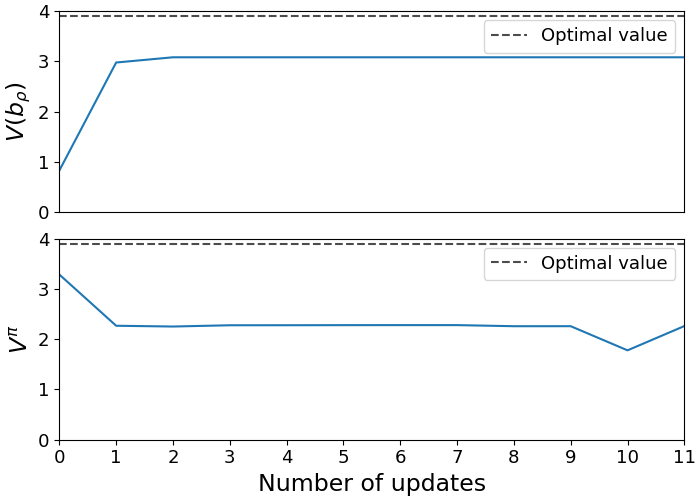 4
3
2
1
0
V(b_ρ)
Optimal value
4
3
2
1
0
V^π
Optimal value
0 1 2 3 4 5 6 7 8 9 10 11
Number of updates